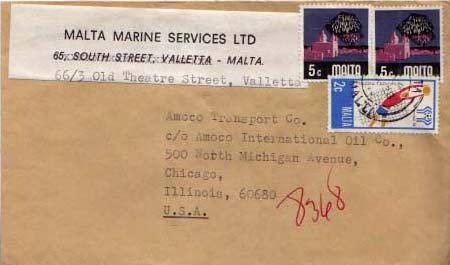 MALTA MARINE SERVICES LTD
65, SOUTH STREET, VALLETTA - MALTA.
66/3 Old Theatre Street, Valletta
5c MALTA
5c MALTA
2c MALTA
MALTA
Amoco Transport Co.
c/o Amoco International Oil Co.,
500 North Michigan Avenue,
Chicago,
Illinois, 60680
U.S.A.
8368